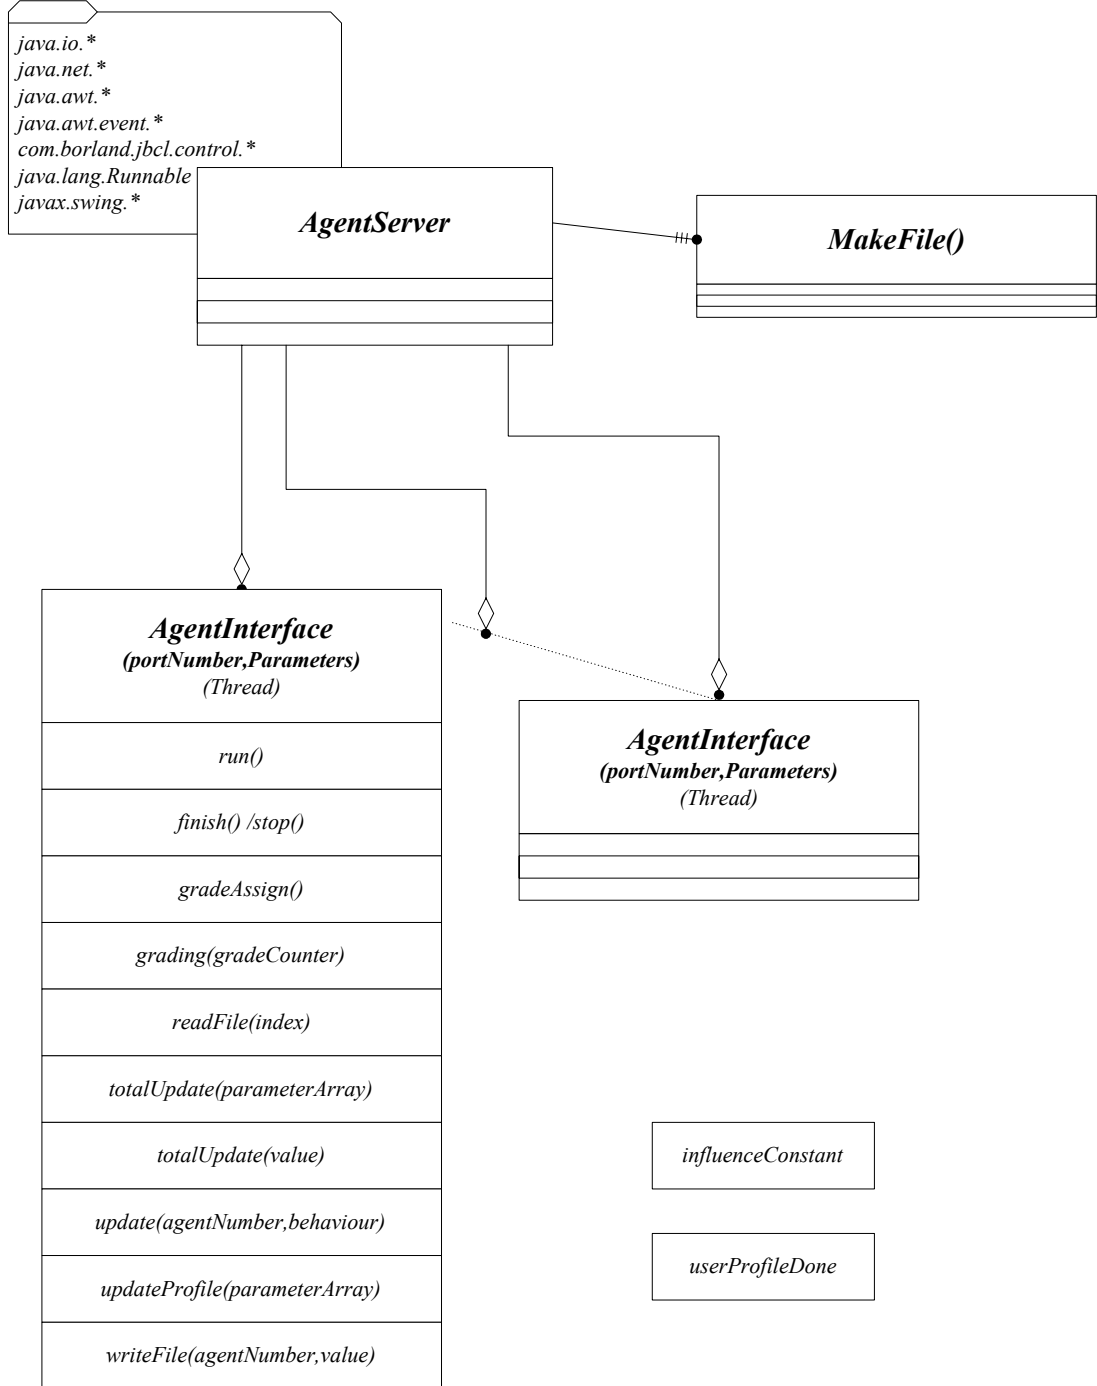 java.io.*
java.net.*
java.awt.*
java.awt.event.*
com.borland.jbcl.control.*
java.lang.Runnable
javax.swing.*
AgentServer
MakeFile()
AgentInterface
(portNumber,Parameters)
(Thread)
run()
finish() /stop()
gradeAssign()
grading(gradeCounter)
readFile(index)
totalUpdate(parameterArray)
totalUpdate(value)
update(agentNumber,behaviour)
updateProfile(parameterArray)
writeFile(agentNumber,value)
AgentInterface
(portNumber,Parameters)
(Thread)
influenceConstant
userProfileDone